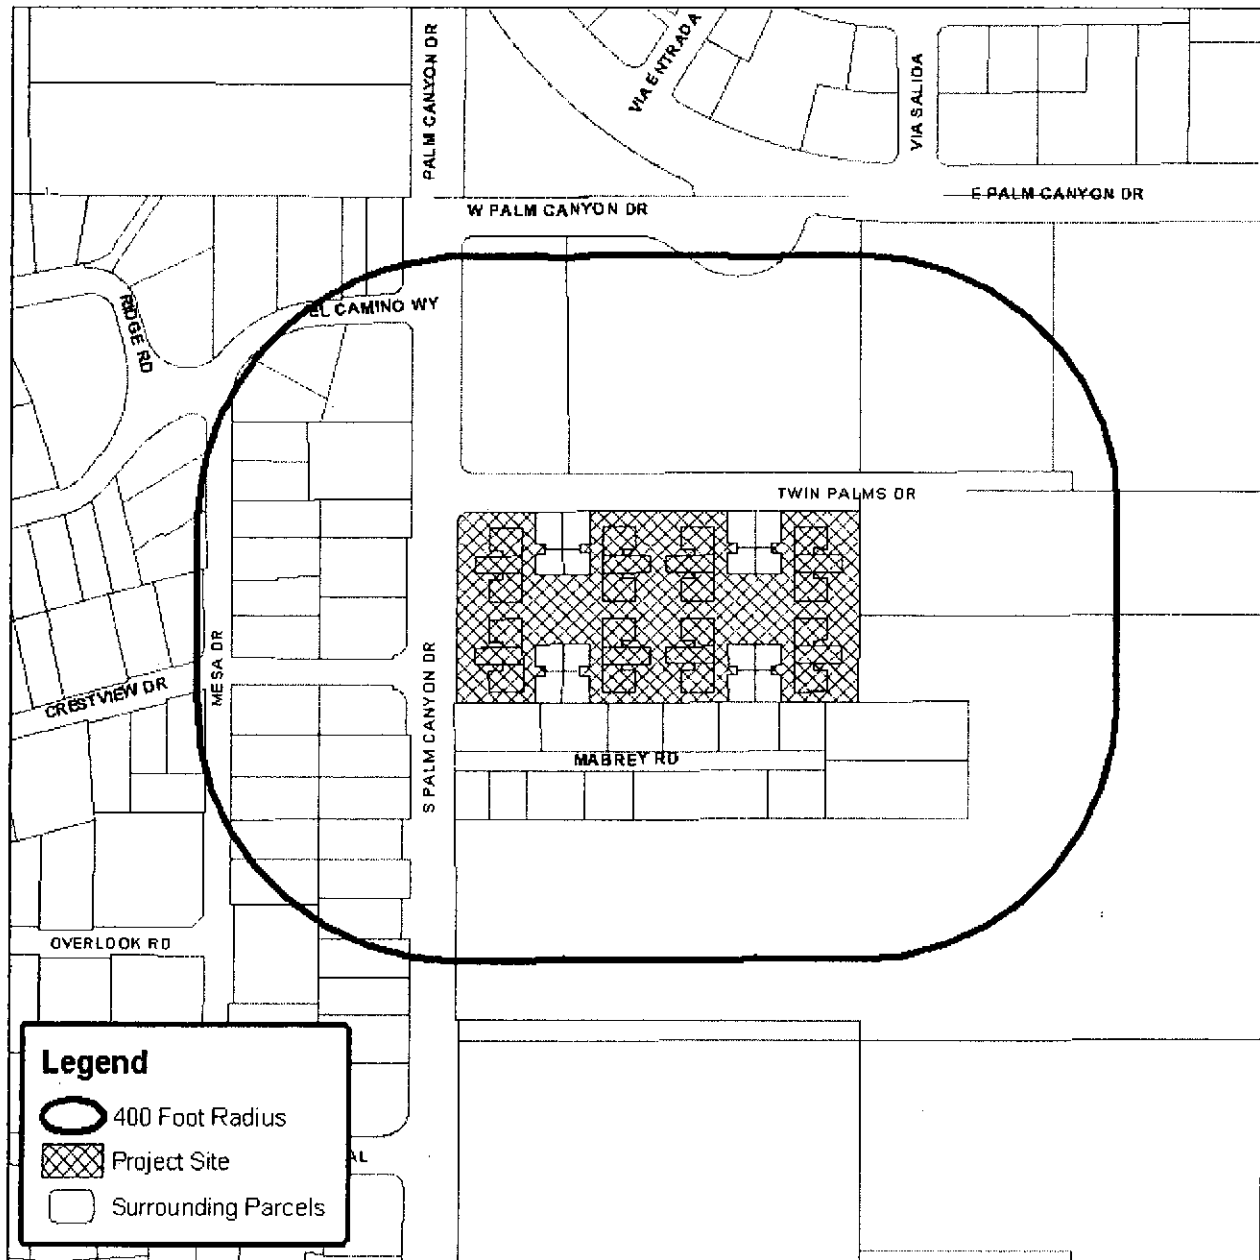 PALM CANYON DR
VIA ENTRADA
VIA SALIDA
E PALM CANYON DR
W PALM CANYON DR
EL CAMINO WY
RIDGE RD
TWIN PALMS DR
MESA DR
CRESTVIEW DR
S PALM CANYON DR
MABREY RD
OVERLOOK RD
Legend
400 Foot Radius
Project Site
AL
Surrounding Parcels